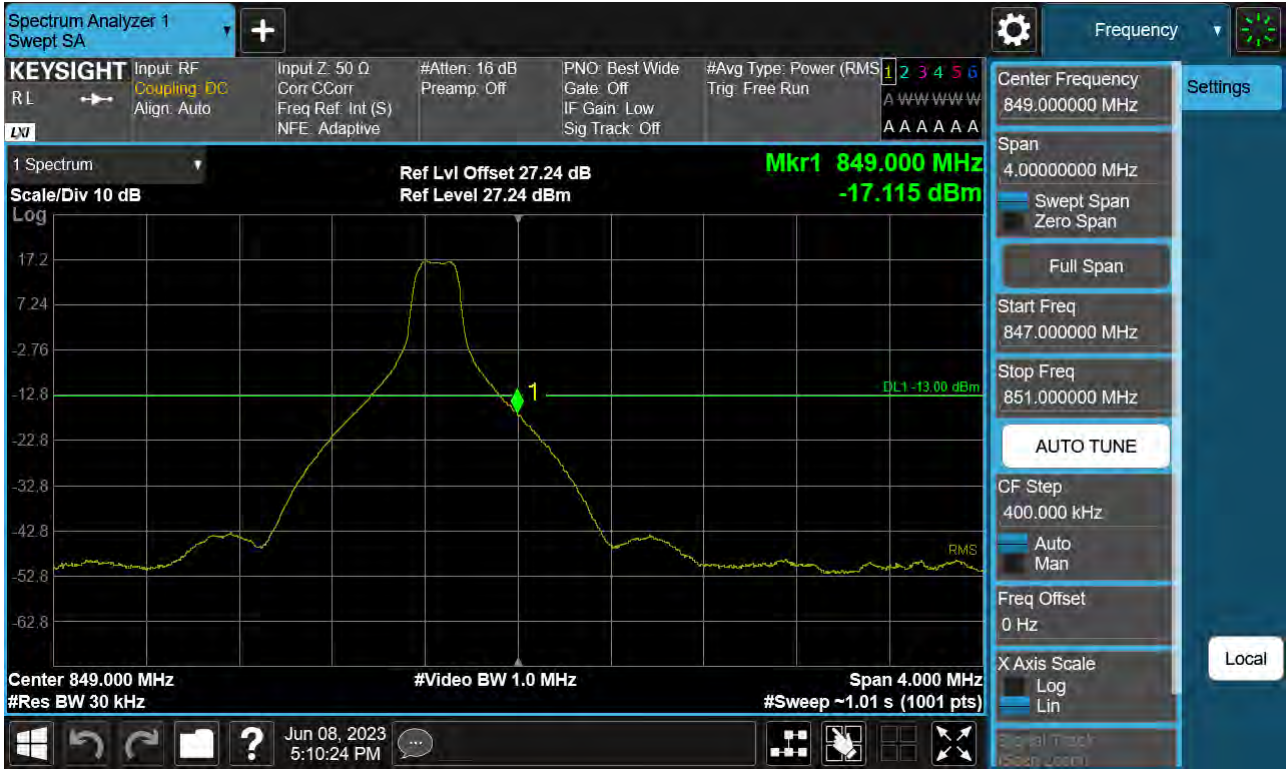 Spectrum Analyzer 1
Swept SA
Frequency
KEYSIGHT
RL
LXI
Input: RF
Coupling: DC
Align: Auto
Input Z: 50 Ω
Corr CCorr
Freq Ref: Int (S)
NFE: Adaptive
#Atten: 16 dB
Preamp: Off
PNO: Best Wide
Gate: Off
IF Gain: Low
Sig Track: Off
#Avg Type: Power (RMS
Trig: Free Run
1 2 3 4 5 6
A W W W W W
A A A A A A
Center Frequency
849.000000 MHz
Settings
Span
4.00000000 MHz
Swept Span
Zero Span
Full Span
Start Freq
847.000000 MHz
Stop Freq
851.000000 MHz
AUTO TUNE
CF Step
400.000 kHz
Auto
Man
Freq Offset
0 Hz
X Axis Scale
Log
Lin
Local
1 Spectrum
Scale/Div 10 dB
Log
Ref Lvl Offset 27.24 dB
Ref Level 27.24 dBm
Mkr1 849.000 MHz
-17.115 dBm
17.2
7.24
-2.76
-12.8
-22.8
-32.8
-42.8
-52.8
-62.8
1
DL1 -13.00 dBm
RMS
Center 849.000 MHz
#Res BW 30 kHz
#Video BW 1.0 MHz
Span 4.000 MHz
#Sweep ~1.01 s (1001 pts)
?
Jun 08, 2023
5:10:24 PM